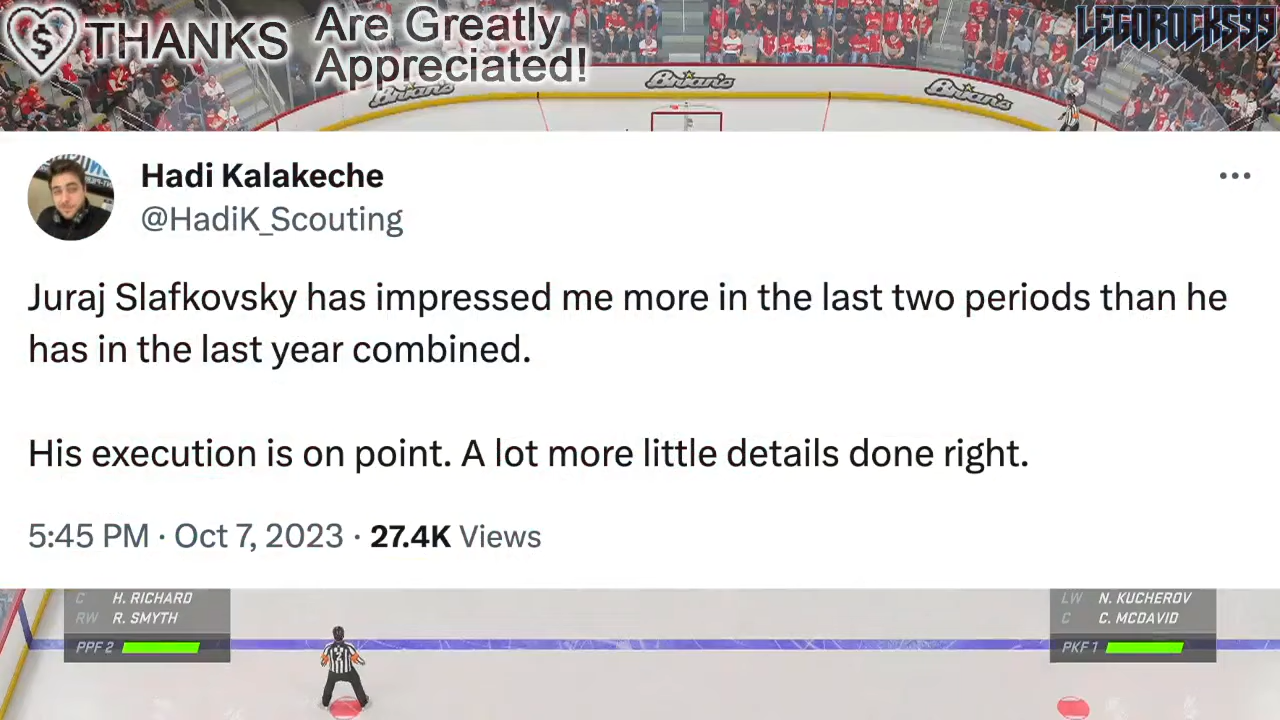 THANKS Are Greatly
Appreciated!
LEGOROCKS99
Brian's Brian's Brian's
Hadi Kalakeche
@HadiK_Scouting
Juraj Slafkovsky has impressed me more in the last two periods than he
has in the last year combined.
His execution is on point. A lot more little details done right.
5:45 PM · Oct 7, 2023 · 27.4K Views
C H. RICHARD
RW R. SMYTH
PPF 2
LW N. KUCHEROV
C C. MCDAVID
PKF 1